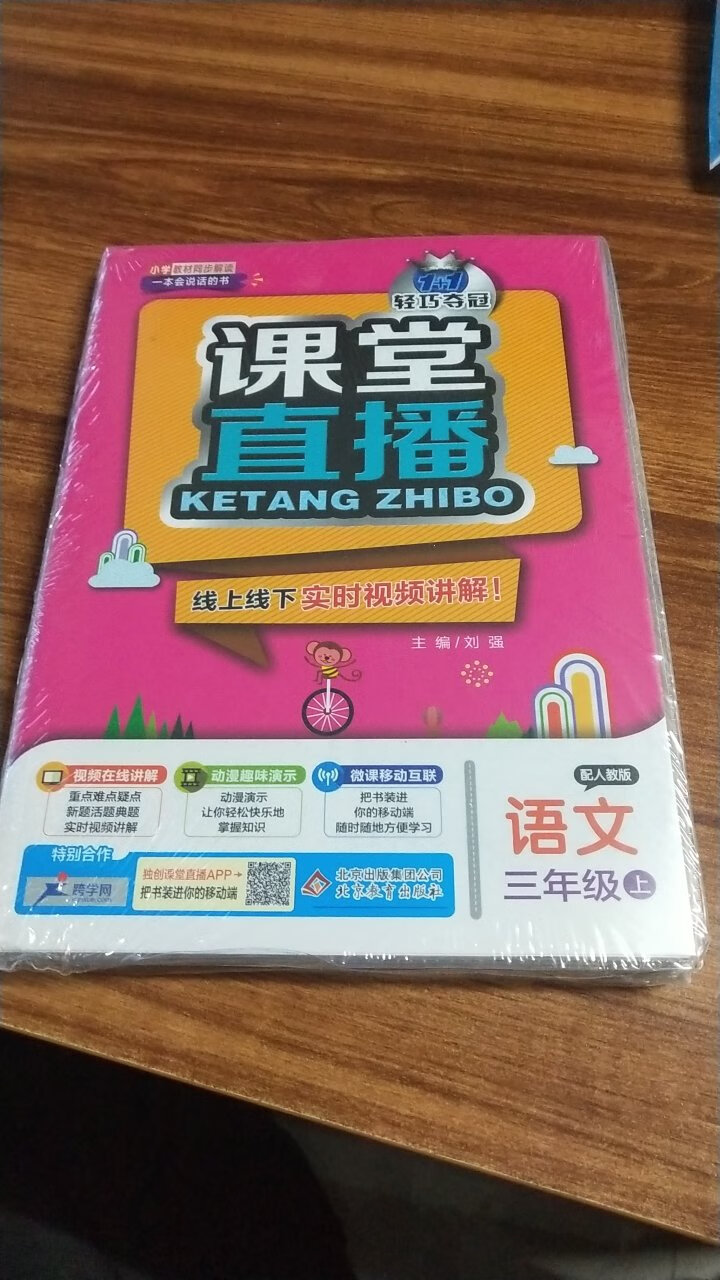 小学教材同步解读
一本会说话的书
1+1
轻巧夺冠
课堂
直播
KETANG ZHIBO
线上线下 实时视频讲解!
主 编/刘 强
视频在线讲解
重点难点疑点
新题活题典题
实时视频讲解
动漫趣味演示
动漫演示
让你轻松快乐地
掌握知识
微课移动互联
把书装进
你的移动端
随时随地方便学习
配人教版
语文
三年级 上
特别合作
跨学网
独创课堂直播APP
把书装进你的移动端
北京出版集团公司
北京教育出版社